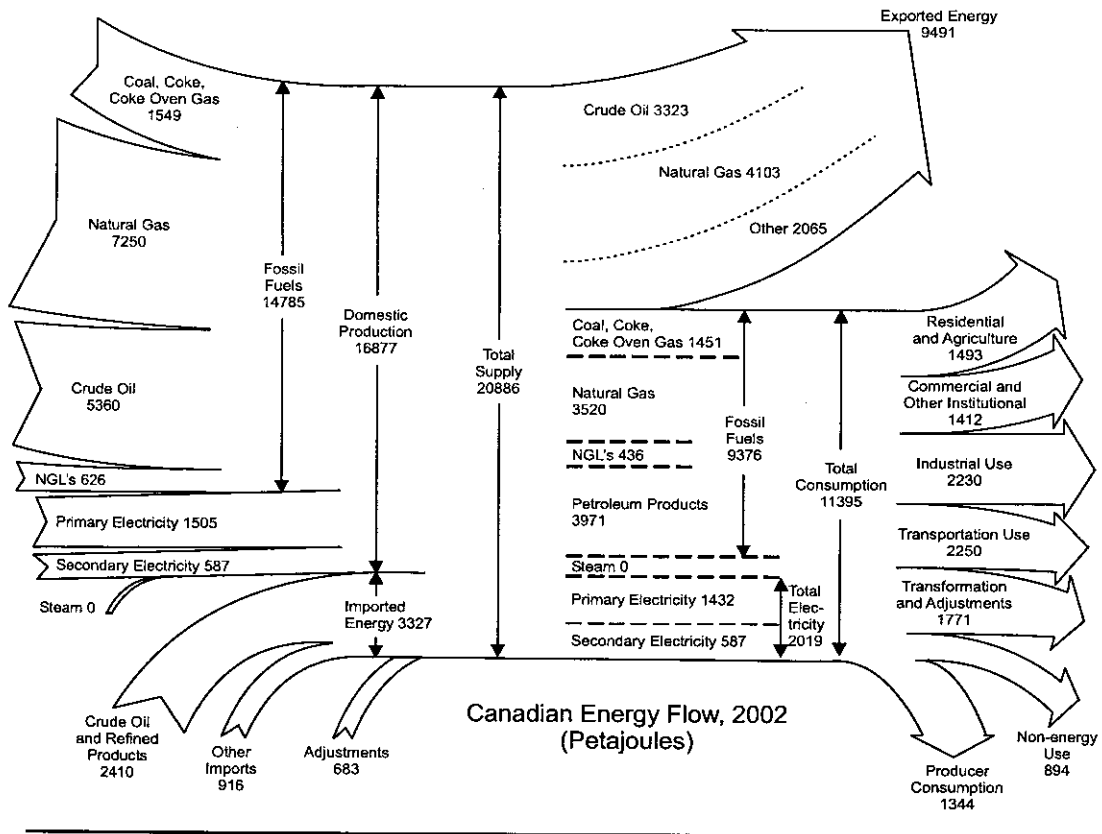 Exported Energy
9491
Coal, Coke,
Coke Oven Gas
1549
Crude Oil 3323
Natural Gas 4103
Other 2065
Natural Gas
7250
Fossil
Fuels
14785
Domestic
Production
16877
Total
Supply
20886
Coal, Coke,
Coke Oven Gas 1451
Natural Gas
3520
NGL's 436
Petroleum Products
3971
Steam 0
Primary Electricity 1432
Secondary Electricity 587
Fossil
Fuels
9376
Total
Consumption
11395
Total
Elec-
tricity
2019
Residential
and Agriculture
1493
Commercial and
Other Institutional
1412
Industrial Use
2230
Transportation Use
2250
Transformation
and Adjustments
1771
Crude Oil
5360
NGL's 626
Primary Electricity 1505
Secondary Electricity 587
Steam 0
Imported
Energy 3327
Crude Oil
and Refined
Products
2410
Other
Imports
916
Adjustments
683
Canadian Energy Flow, 2002
(Petajoules)
Producer
Consumption
1344
Non-energy
Use
894